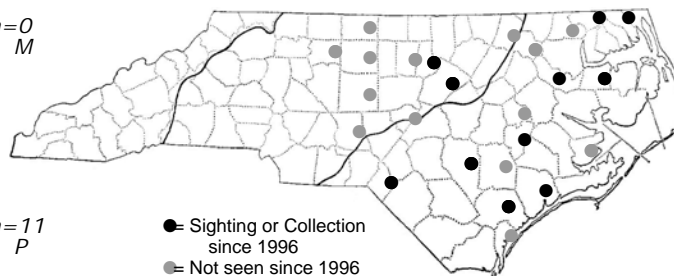 =0
M
=11
P
= Sighting or Collection
since 1996
= Not seen since 1996